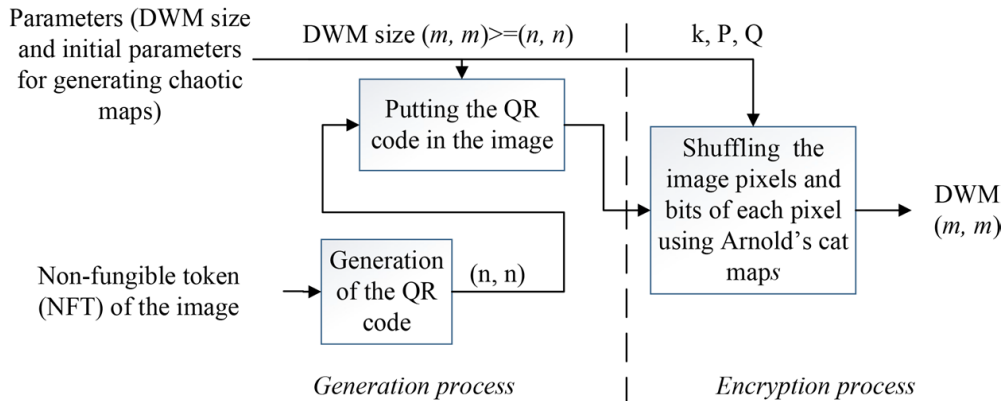 Parameters (DWM size
and initial parameters
for generating chaotic
maps)
DWM size (m, m)>=(n, n)
k, P, Q
Putting the QR
code in the image
Shuffling the
image pixels and
bits of each pixel
using Arnold's cat
maps
DWM
(m, m)
Non-fungible token
(NFT) of the image
Generation
of the QR
code
(n, n)
Generation process
Encryption process